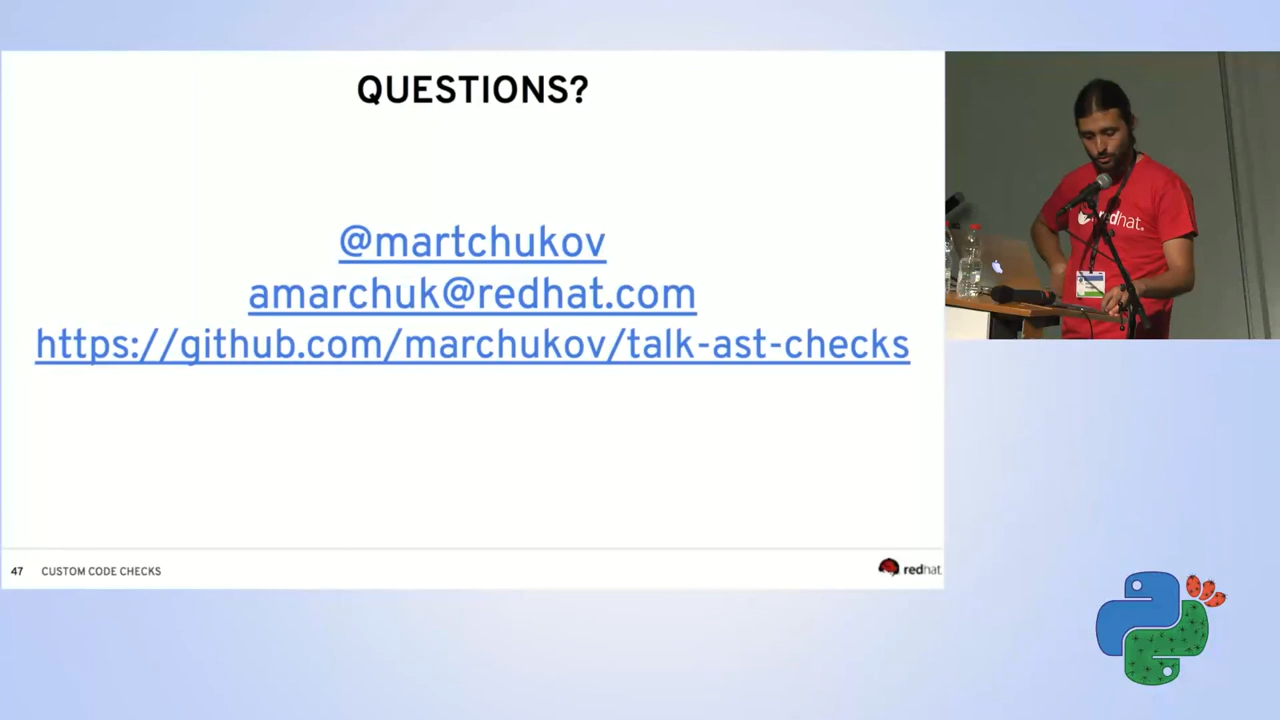 QUESTIONS?
@martchukov
amarchuk@redhat.com
https://github.com/marchukov/talk-ast-checks
47 CUSTOM CODE CHECKS
redhat.
redhat.